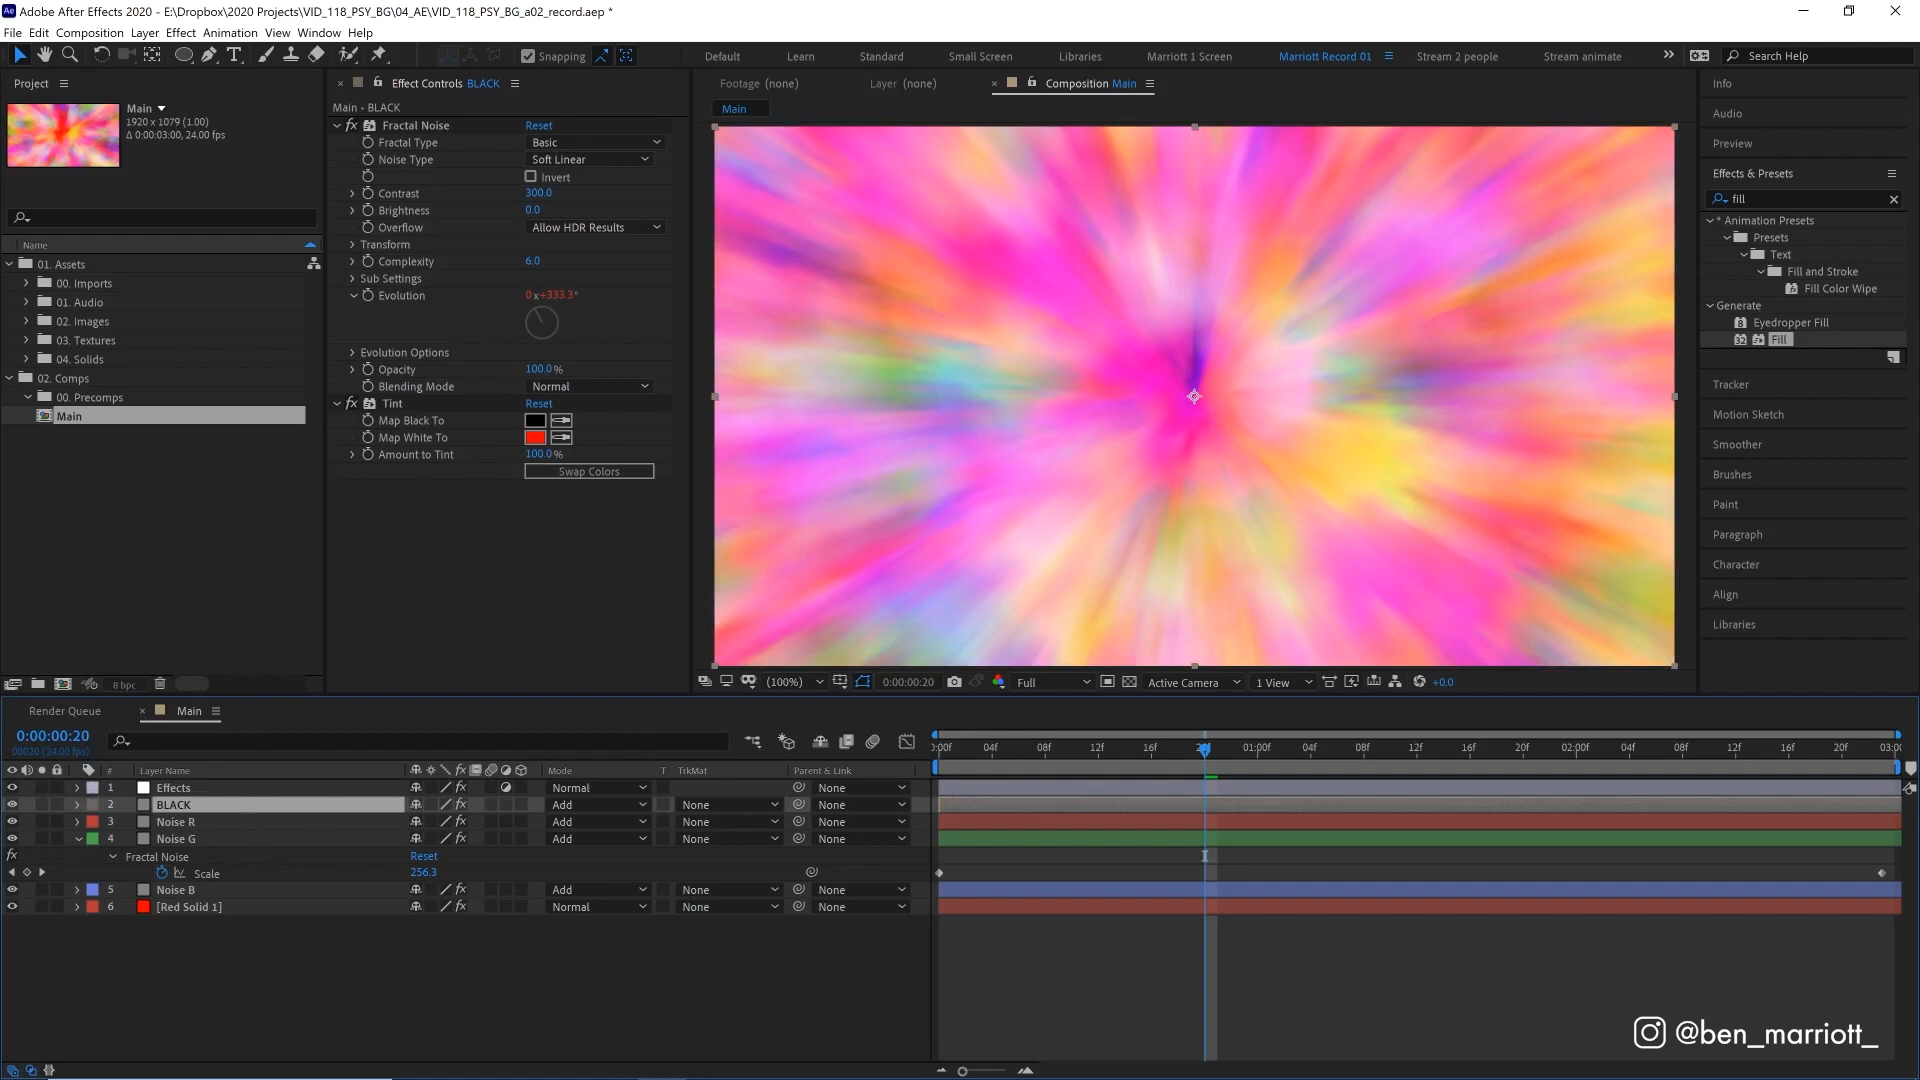 Adobe After Effects 2020 - E:\Dropbox\2020 Projects\VID_118_PSY_BG\04_AE\VID_118_PSY_BG_a02_record.aep *
File Edit Composition Layer Effect Animation View Window Help
Snapping Default Learn Standard Small Screen Libraries Marriott 1 Screen Marriott Record 01 Stream 2 people Stream animate Search Help
Project
Main
1920 x 1079 (1.00)
Δ 0:00:03:00, 24.00 fps
Name
01. Assets
00. Imports
01. Audio
02. Images
03. Textures
04. Solids
02. Comps
00. Precomps
Main
8 bpc
Effect Controls BLACK
Main • BLACK
Fractal Noise Reset
Fractal Type Basic
Noise Type Soft Linear
Invert
Contrast 300.0
Brightness 0.0
Overflow Allow HDR Results
Transform
Complexity 6.0
Sub Settings
Evolution 0x+333.3°
Evolution Options
Opacity 100.0%
Blending Mode Normal
Tint Reset
Map Black To
Map White To
Amount to Tint 100.0%
Swap Colors
Footage (none) Layer (none) Composition Main
Main
(100%) 0:00:00:20 Full Active Camera 1 View +0.0
Info
Audio
Preview
Effects & Presets
fill
* Animation Presets
Presets
Text
Fill and Stroke
Fill Color Wipe
Generate
Eyedropper Fill
Fill
Tracker
Motion Sketch
Smoother
Brushes
Paint
Paragraph
Character
Align
Libraries
Render Queue Main
0:00:00:20
00020 (24.00 fps)
04f 08f 12f 16f 01:00f 04f 08f 12f 16f 20f 02:00f 04f 08f 12f 16f 20f
# Layer Name Mode T TrkMat Parent & Link
1 Effects Normal None
2 BLACK Add None None
3 Noise R Add None None
4 Noise G Add None None
Fractal Noise Reset
Scale 256.3
5 Noise B Add None None
6 [Red Solid 1] Normal None None
@ben_marriott_